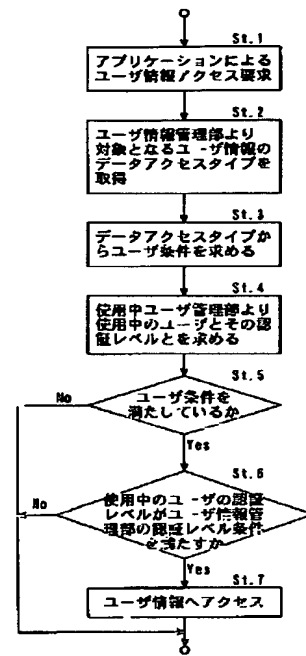 St.1
アプリケーションによる
ユーザ情報アクセス要求
St.2
ユーザ情報管理部より
対象となるユーザ情報の
データアクセスタイプを
取得
St.3
データアクセスタイプか
らユーザ条件を求める
St.4
使用中ユーザ管理部より
使用中のユーザとその認
証レベルとを求める
St.5
ユーザ条件を
満たしているか
No
Yes
St.6
使用中のユーザの認証
レベルがユーザ情報管
理部の認証レベル条件
を満たすか
No
Yes
St.7
ユーザ情報へアクセス